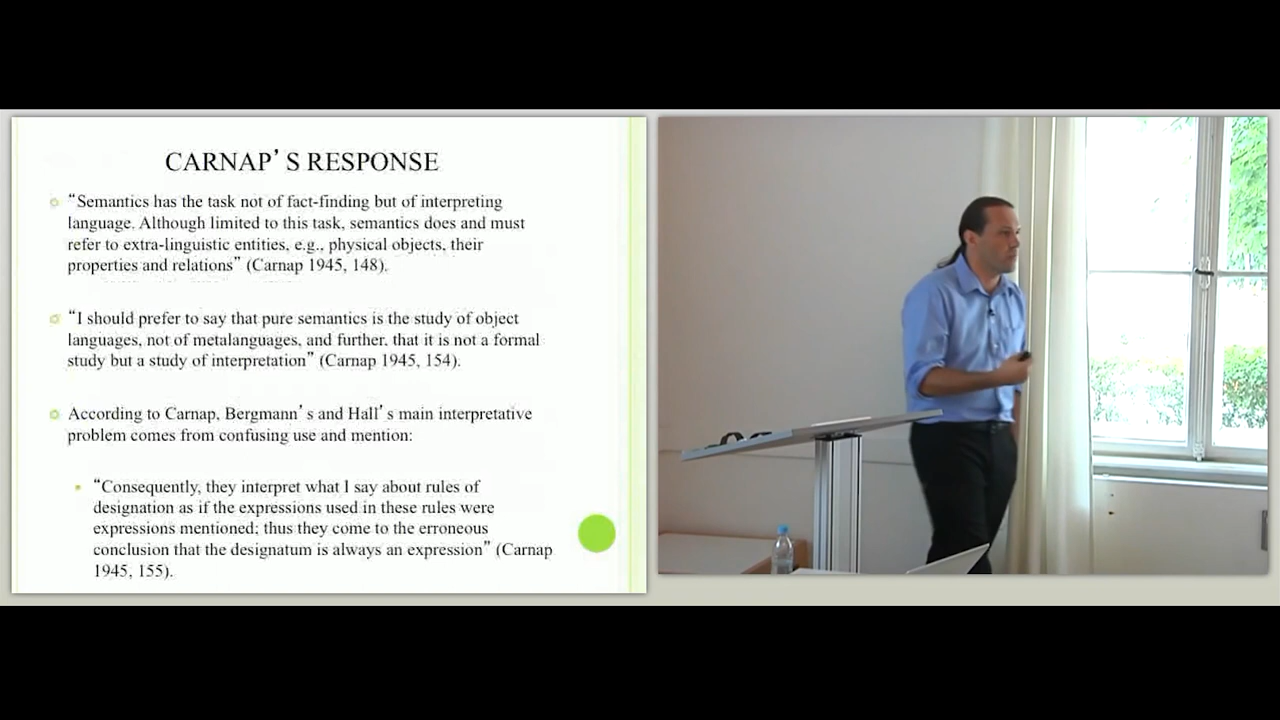 CARNAP’S RESPONSE
“Semantics has the task not of fact-finding but of interpreting
language. Although limited to this task, semantics does and must
refer to extra-linguistic entities, e.g., physical objects, their
properties and relations” (Carnap 1945, 148).
“I should prefer to say that pure semantics is the study of object
languages, not of metalanguages, and further. that it is not a formal
study but a study of interpretation” (Carnap 1945, 154).
According to Carnap, Bergmann’s and Hall’s main interpretative
problem comes from confusing use and mention:
“Consequently, they interpret what I say about rules of
designation as if the expressions used in these rules were
expressions mentioned; thus they come to the erroneous
conclusion that the designatum is always an expression” (Carnap
1945, 155).